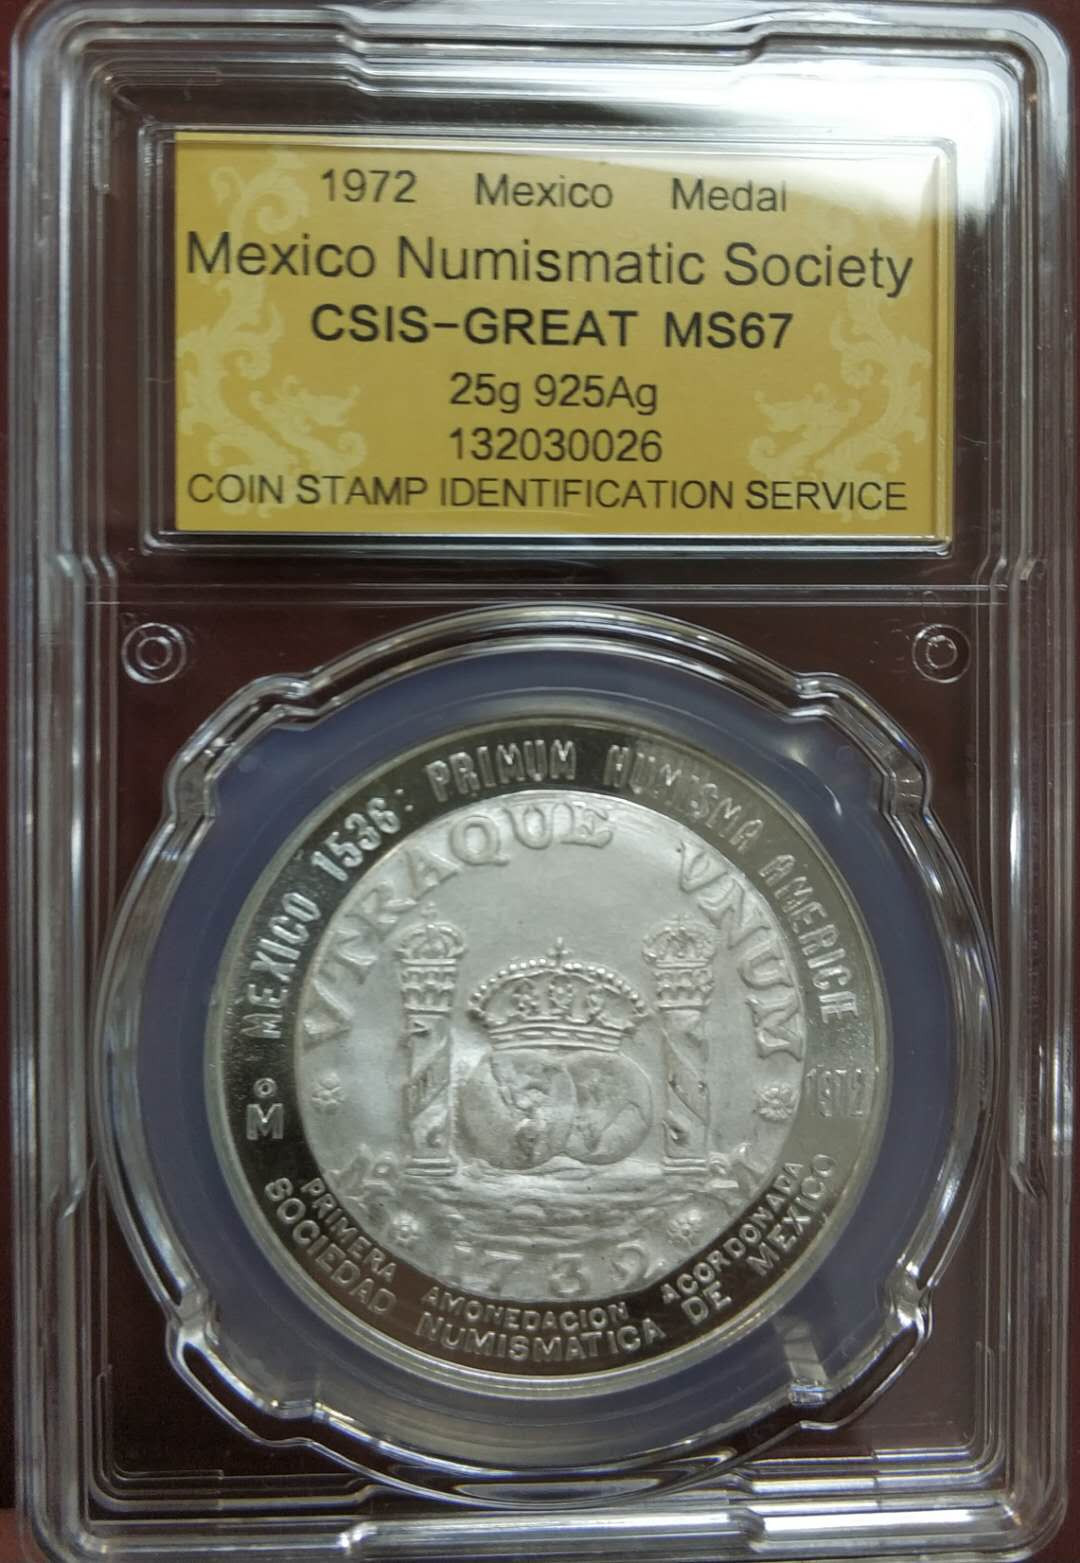 1972 Mexico Medal
Mexico Numismatic Society
CSIS-GREAT MS67
25g 925Ag
132030026
COIN STAMP IDENTIFICATION SERVICE
MEXICO 1536: PRIMUM NUMISMA AMERICE
1972
VTRAQUE VNUM
M
1739
PRIMERA AMONEDACION ACORDONADA
SOCIEDAD NUMISMATICA DE MEXICO